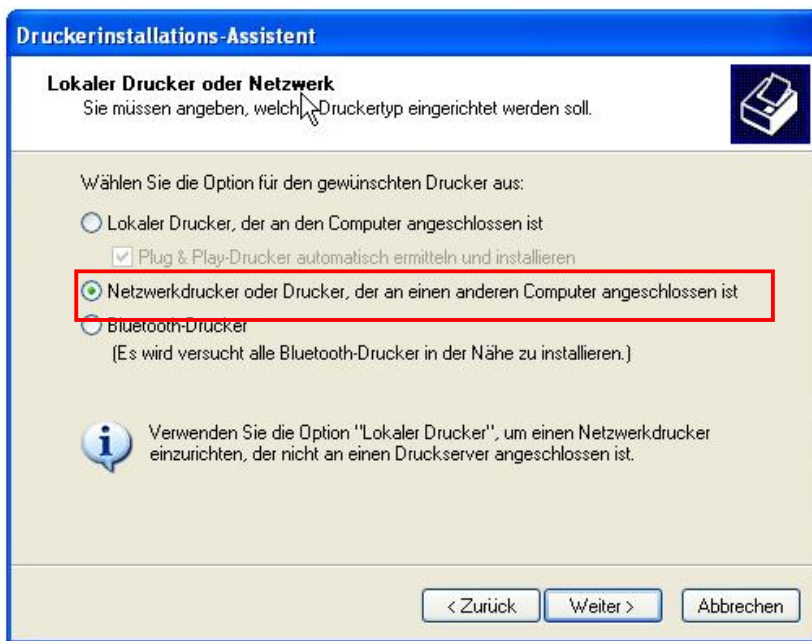 Druckerinstallations-Assistent
Lokaler Drucker oder Netzwerk
Sie müssen angeben, welcher Druckertyp eingerichtet werden soll.
Wählen Sie die Option für den gewünschten Drucker aus:
Lokaler Drucker, der an den Computer angeschlossen ist
Plug & Play-Drucker automatisch ermitteln und installieren
Netzwerkdrucker oder Drucker, der an einen anderen Computer angeschlossen ist
Bluetooth-Drucker
(Es wird versucht alle Bluetooth-Drucker in der Nähe zu installieren.)
Verwenden Sie die Option "Lokaler Drucker", um einen Netzwerkdrucker
einzurichten, der nicht an einen Druckserver angeschlossen ist.
< Zurück
Weiter >
Abbrechen